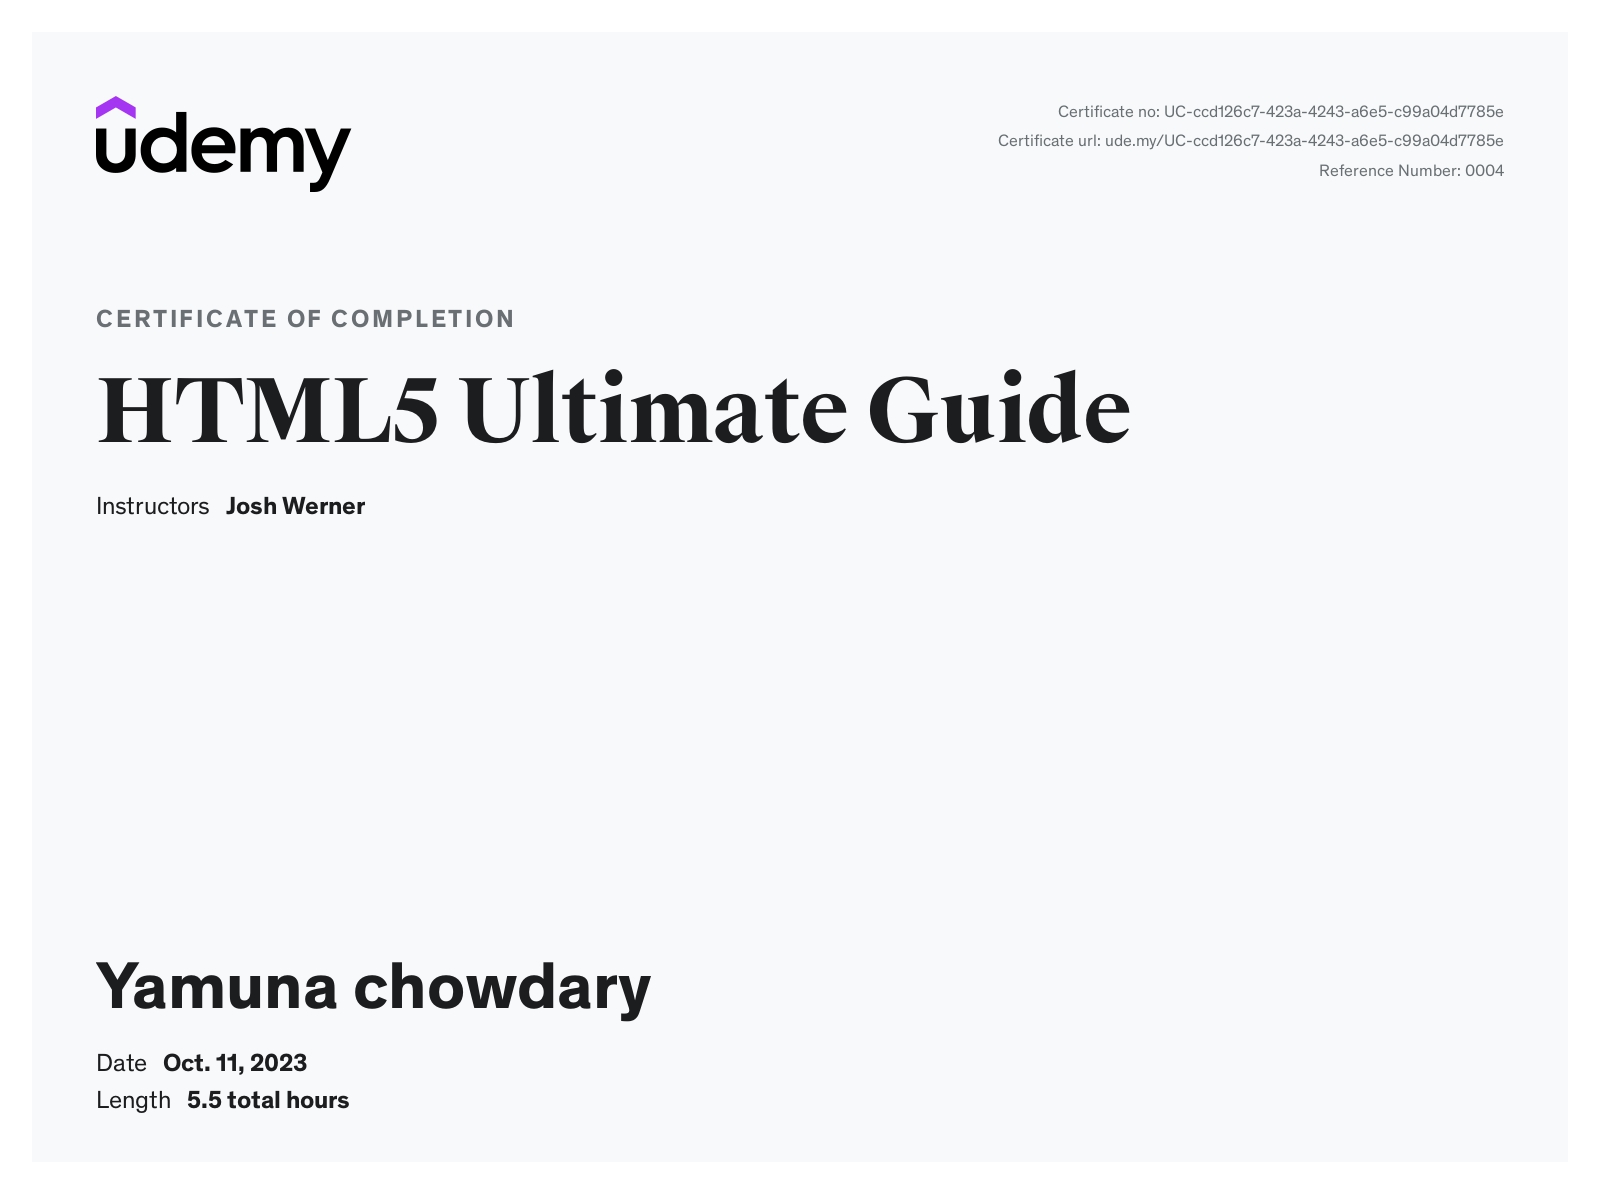 udemy
Certificate no: UC-ccd126c7-423a-4243-a6e5-c99a04d7785e
Certificate url: ude.my/UC-ccd126c7-423a-4243-a6e5-c99a04d7785e
Reference Number: 0004
CERTIFICATE OF COMPLETION
HTML5 Ultimate Guide
Instructors Josh Werner
Yamuna chowdary
Date Oct. 11, 2023
Length 5.5 total hours